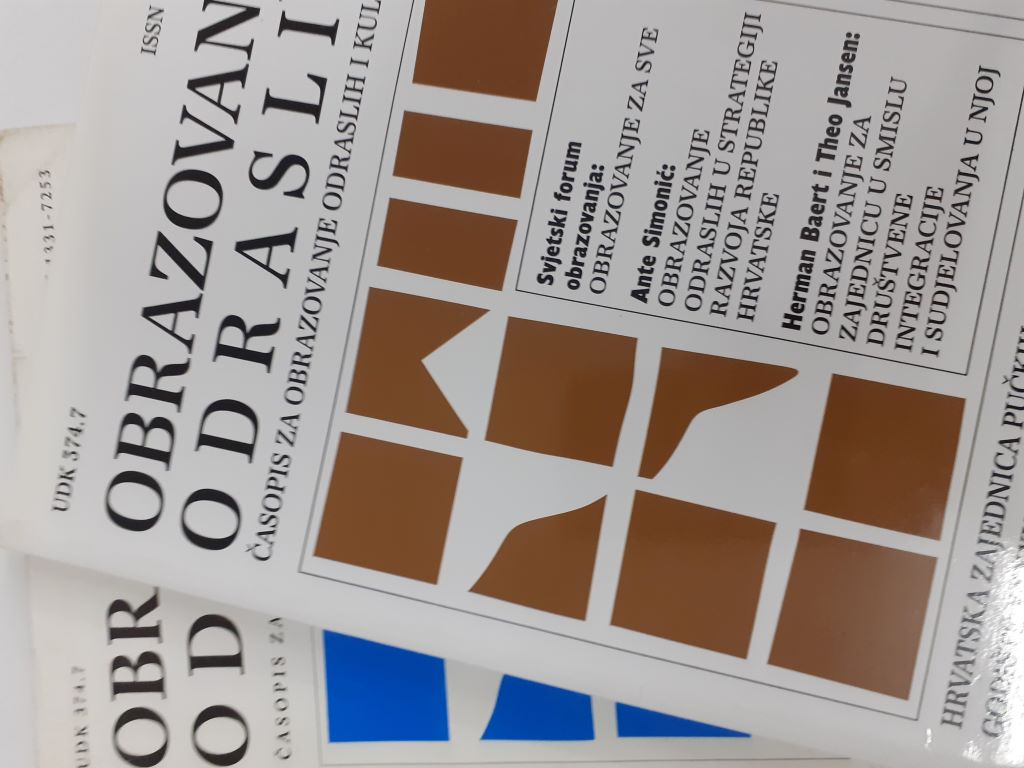 UDK 374.7
ISSN
OBRAZOVAN
ODRASLI
ČASOPIS ZA OBRAZOVANJE ODRASLIH I KUL
Svjetski forum
obrazovanja:
OBRAZOVANJE ZA SVE
Ante Simonić:
OBRAZOVANJE
ODRASLIH U STRATEGIJI
RAZVOJA REPUBLIKE
HRVATSKE
Herman Baert i Theo Jansen:
OBRAZOVANJE ZA
ZAJEDNICU U SMISLU
DRUŠTVENE
INTEGRACIJE
I SUDJELOVANJA U NJOJ
HRVATSKA ZAJEDNICA PUČKIH
UDK 374.7
1431-7253
OBR
OD
ČASOPIS ZA